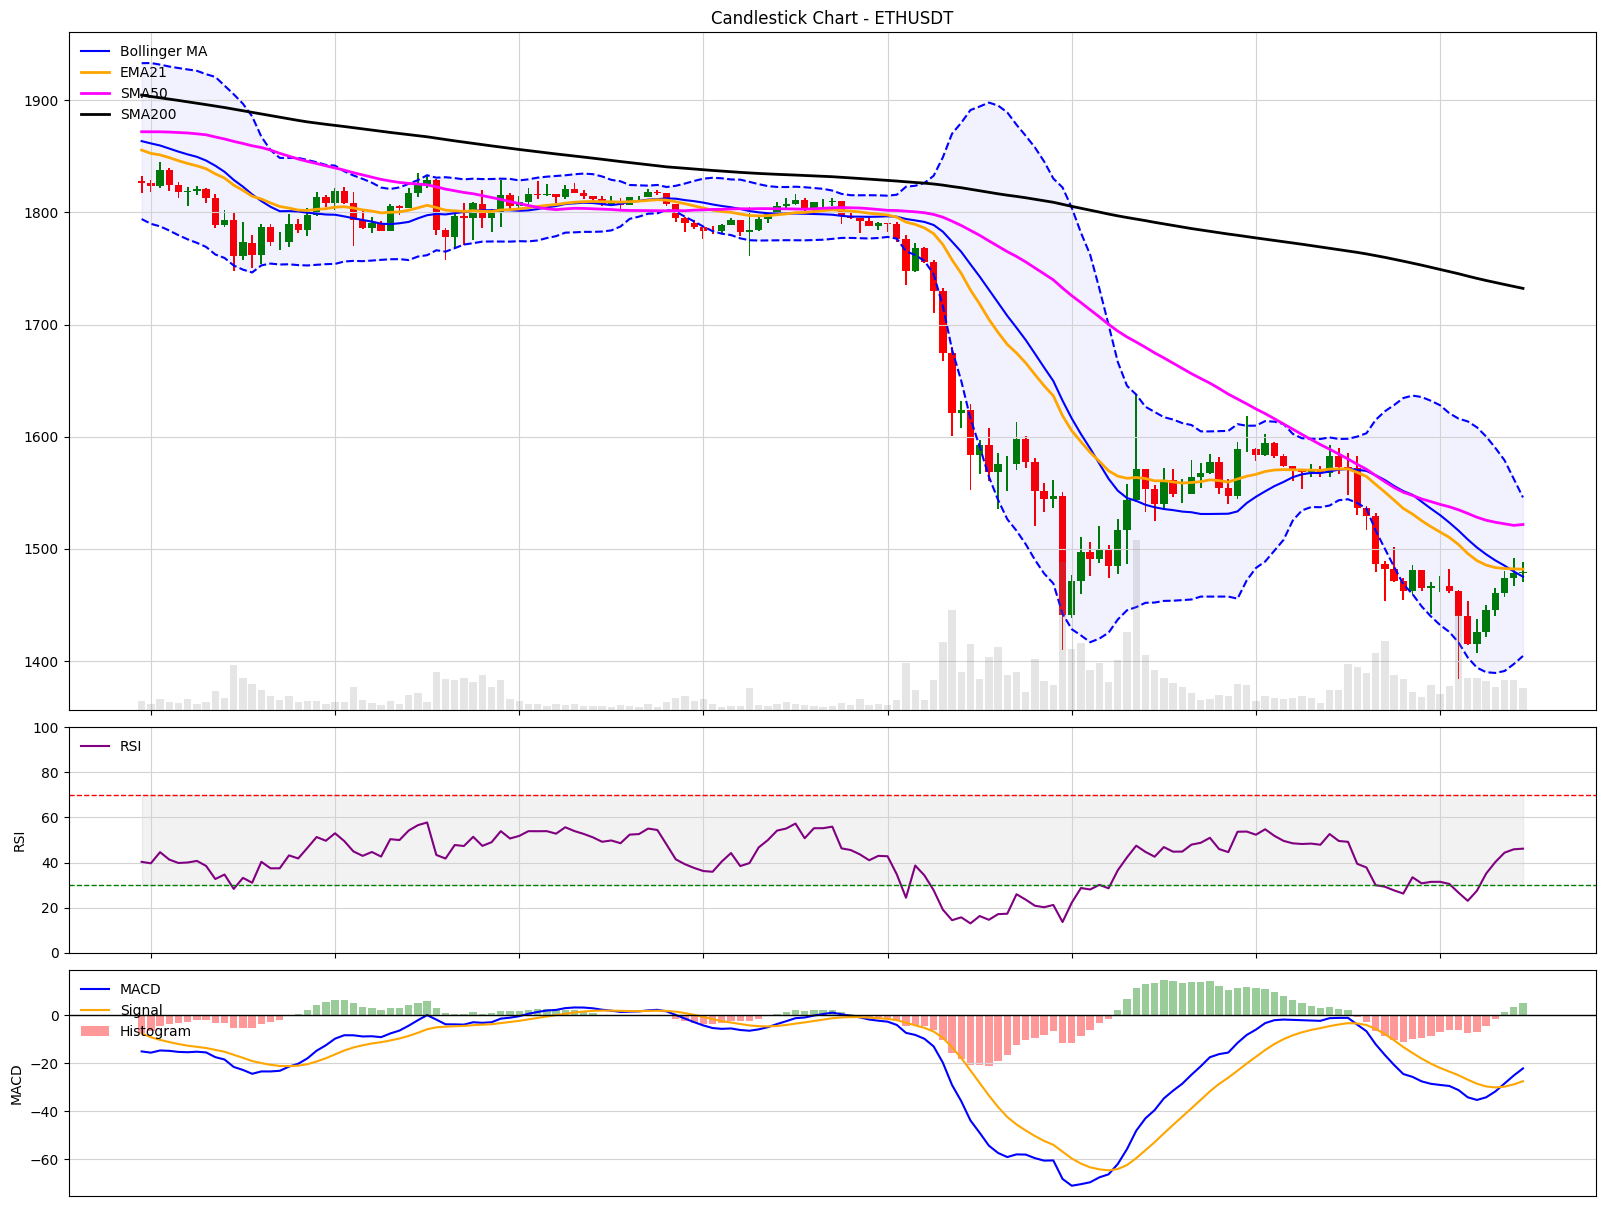 Candlestick Chart - ETHUSDT
Bollinger MA
EMA21
SMA50
SMA200
1900
1800
1700
1600
1500
1400
RSI
100
80
60
40
20
0
RSI
MACD
Signal
Histogram
0
−20
−40
−60
MACD